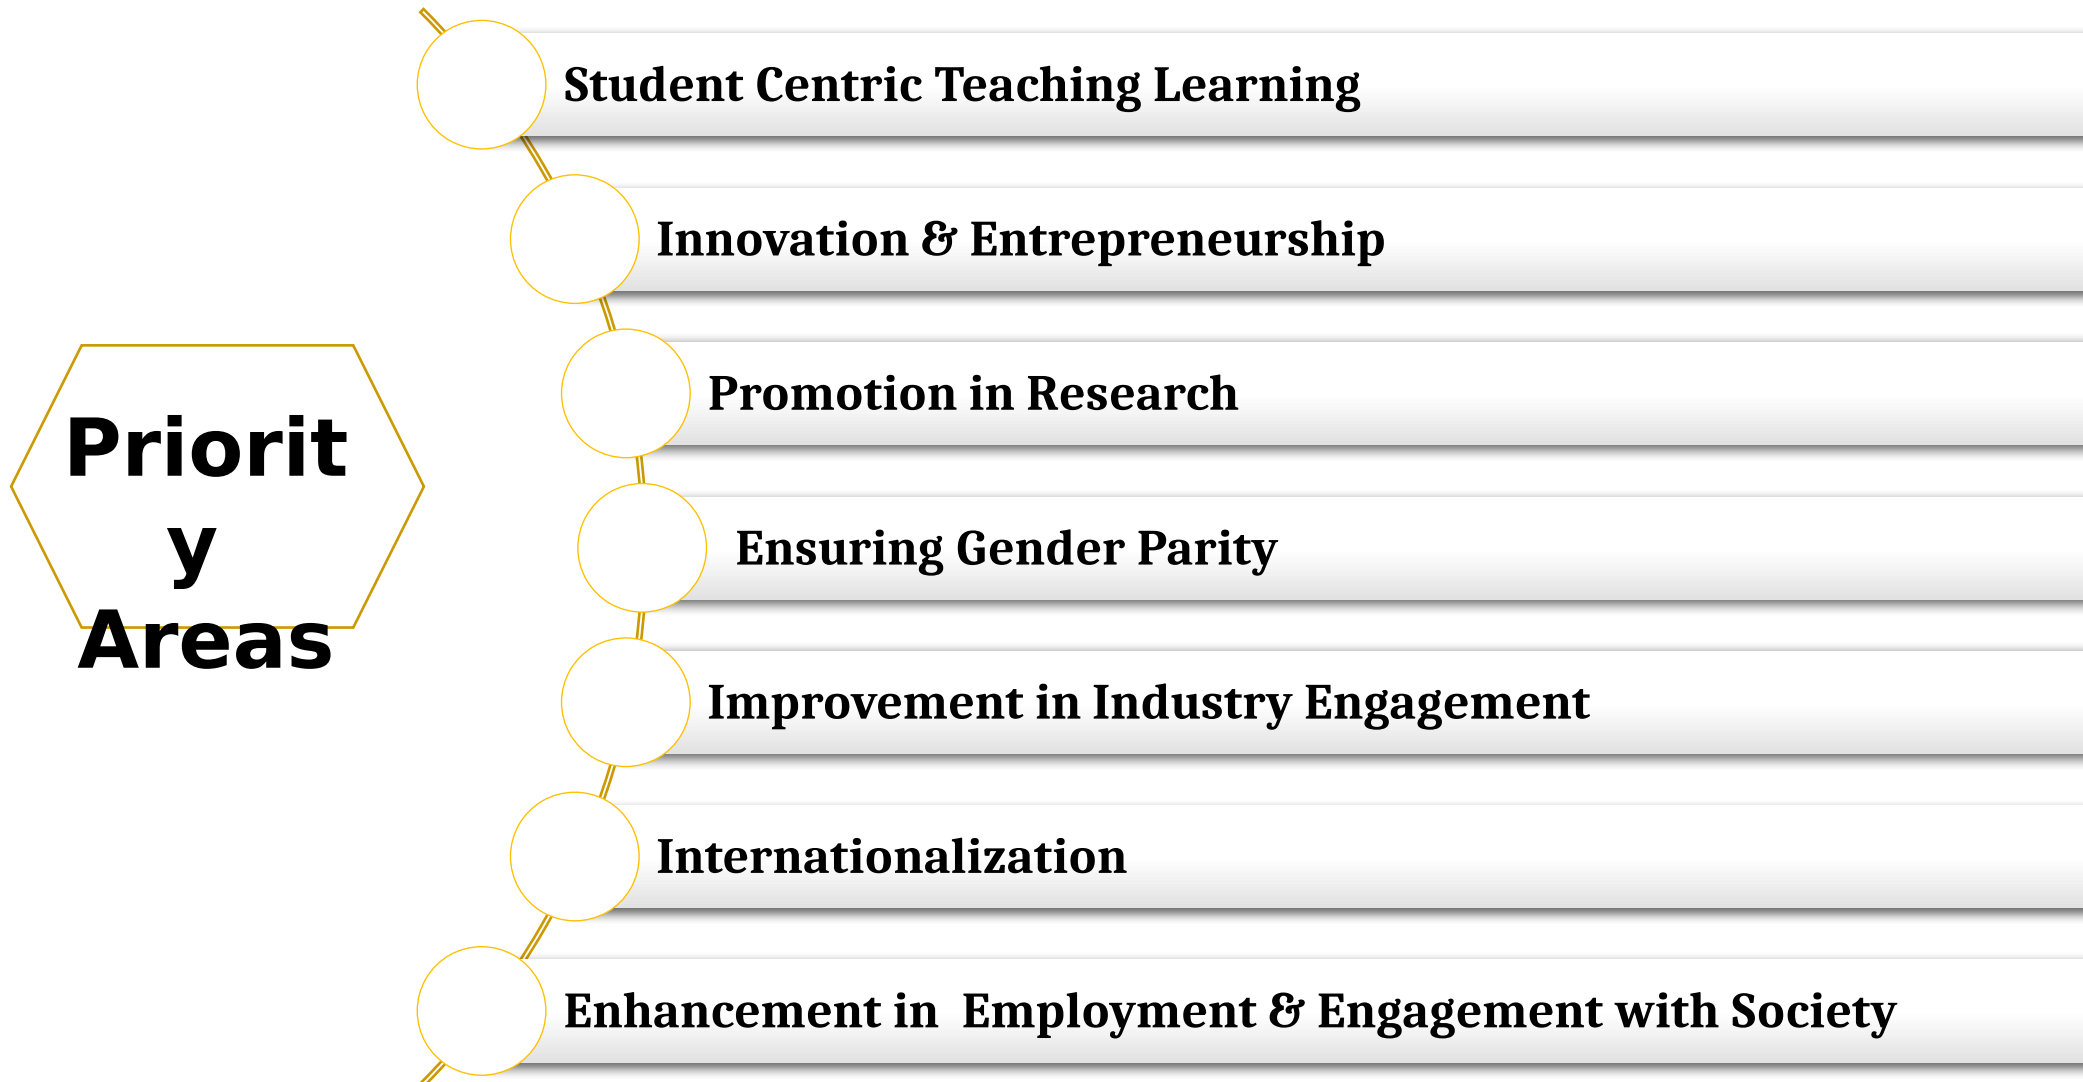 Priorit
y
Areas
Student Centric Teaching Learning
Innovation & Entrepreneurship
Promotion in Research
Ensuring Gender Parity
Improvement in Industry Engagement
Internationalization
Enhancement in  Employment & Engagement with Society